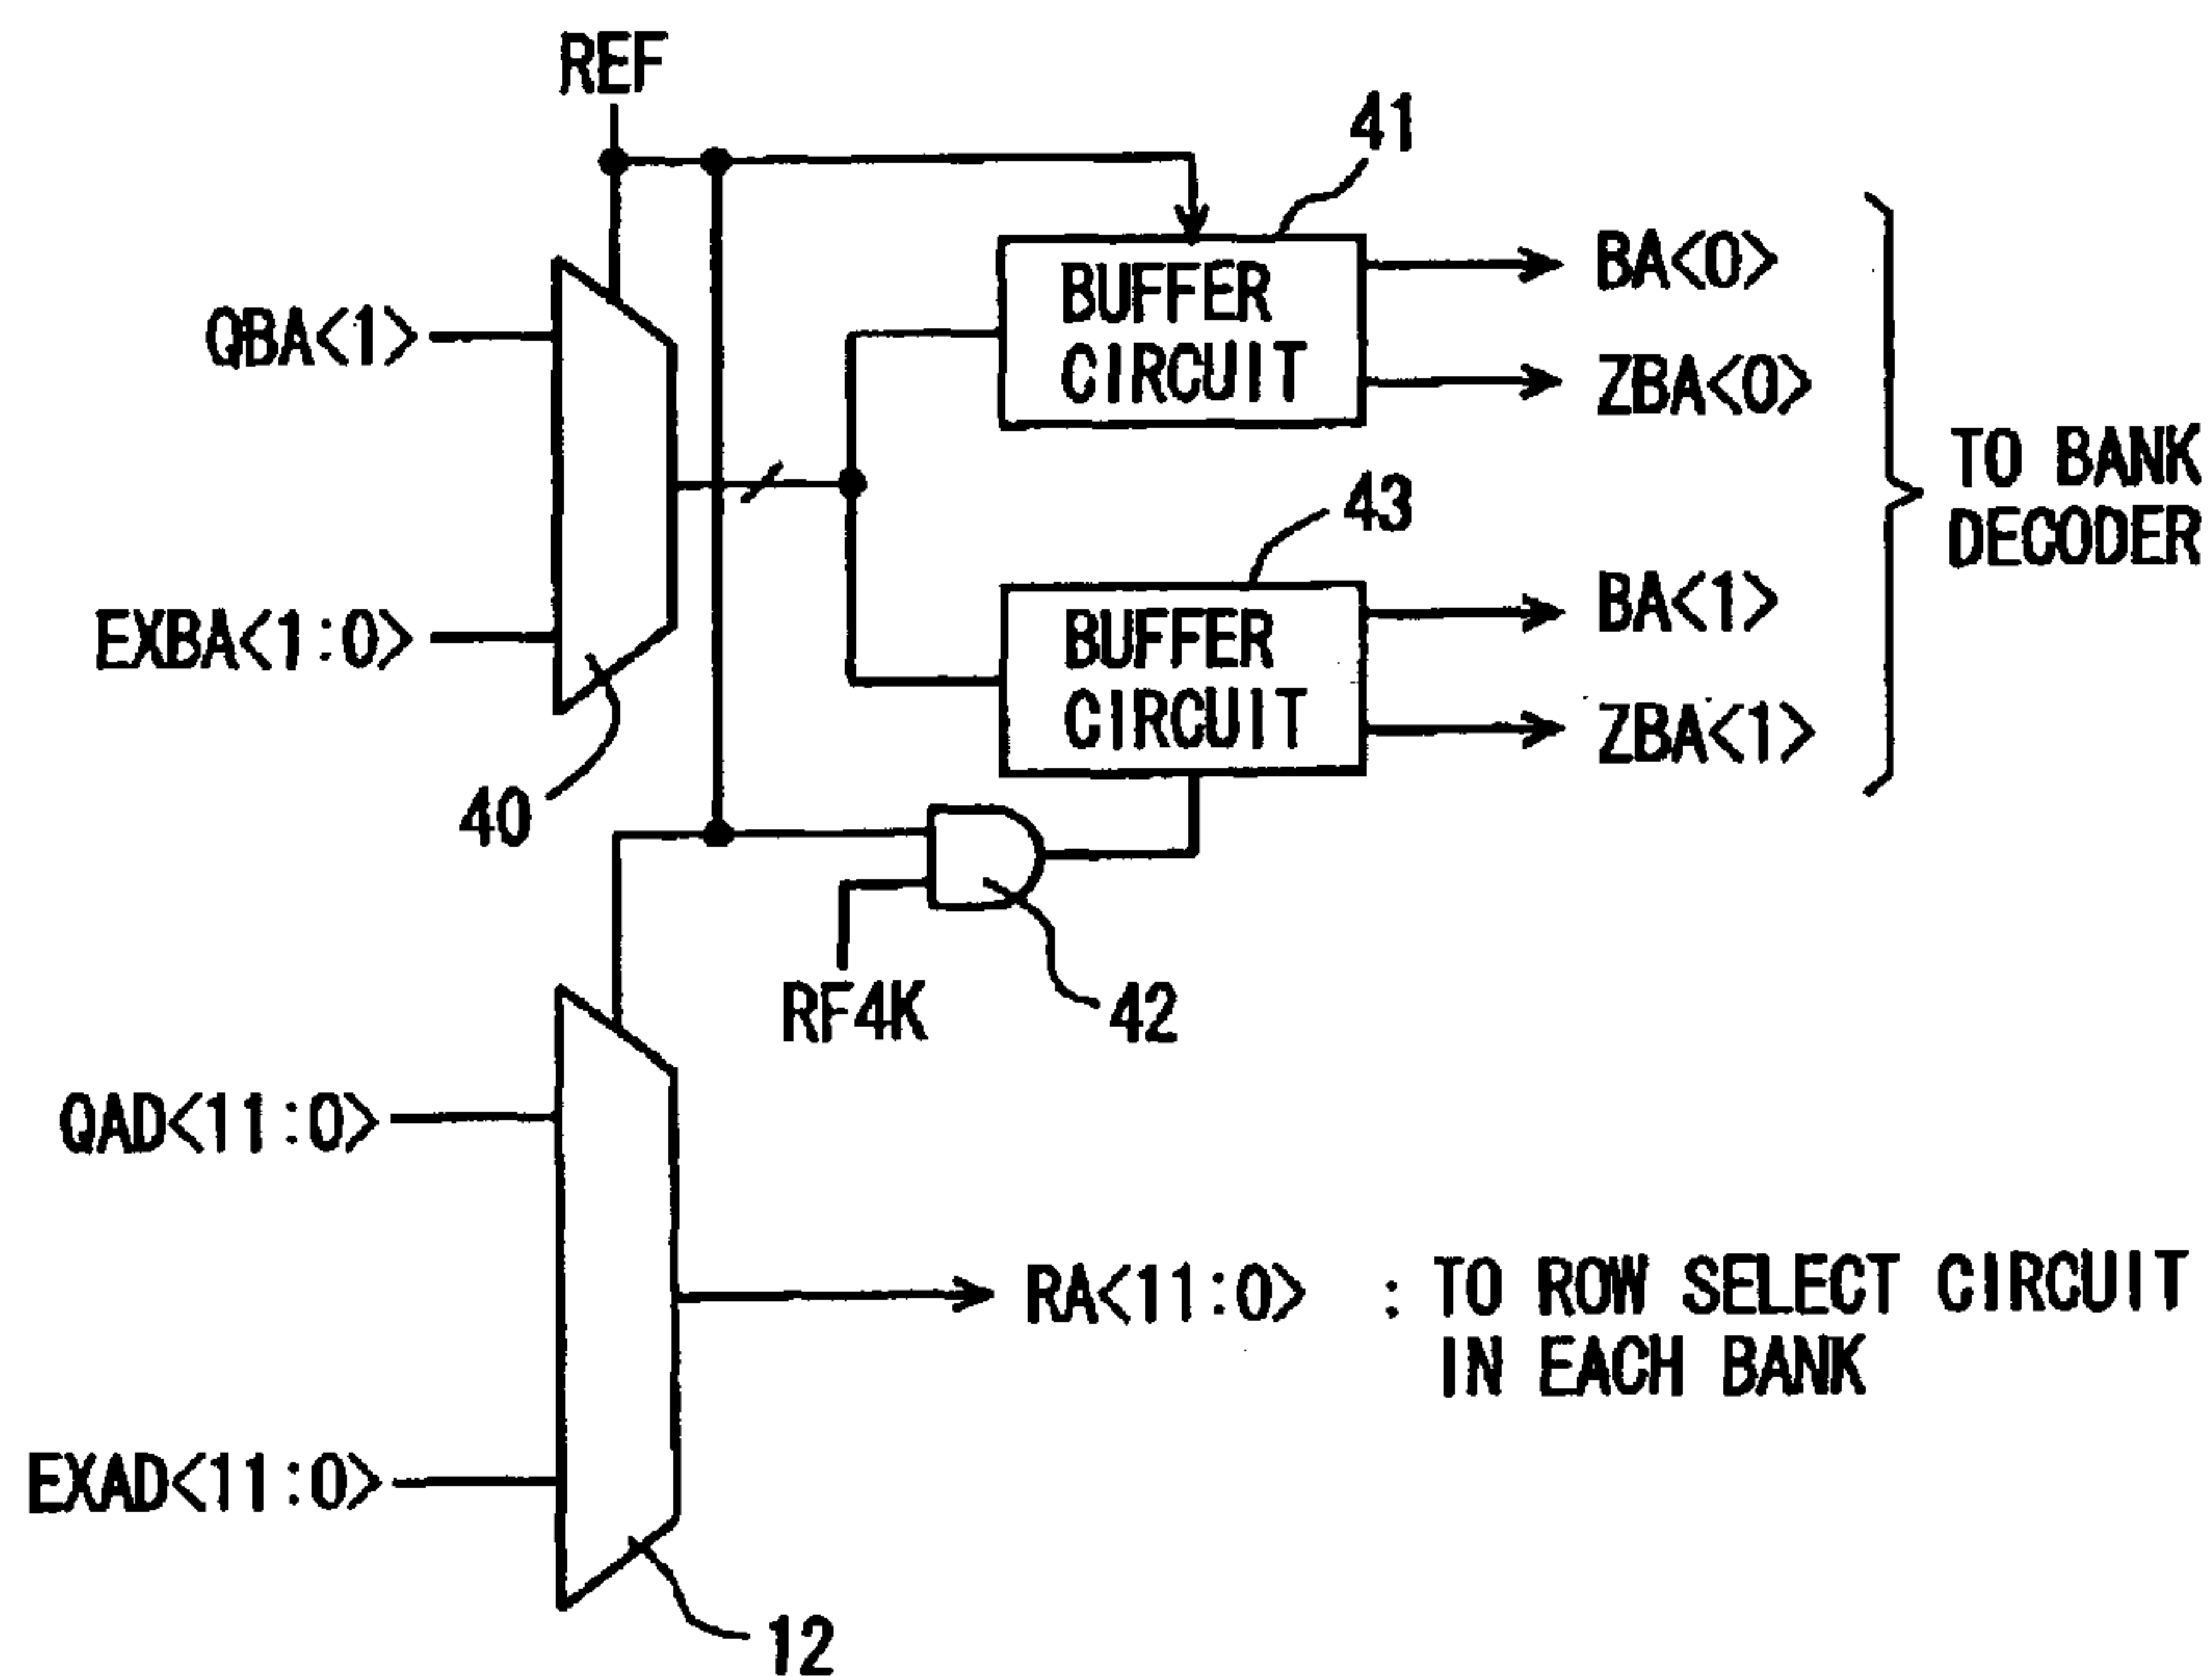 REF
41
QBA<1>
BUFFER
CIRCUIT
BA<0>
ZBA<0>
TO BANK
DECODER
43
EXBA<1:0>
BUFFER
CIRCUIT
BA<1>
ZBA<1>
40
RF4K
42
QAD<11:0>
RA<11:0> : TO ROW SELECT CIRCUIT
IN EACH BANK
EXAD<11:0>
12